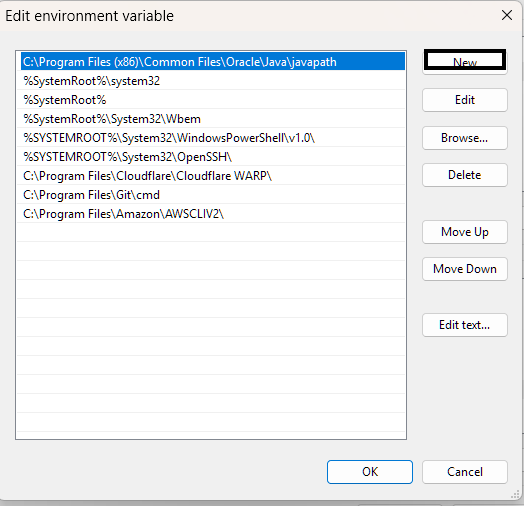 Edit environment variable
C:\Program Files (x86)\Common Files\Oracle\Java\javapath
%SystemRoot%\system32
%SystemRoot%
%SystemRoot%\System32\Wbem
%SYSTEMROOT%\System32\WindowsPowerShell\v1.0\
%SYSTEMROOT%\System32\OpenSSH\
C:\Program Files\Cloudflare\Cloudflare WARP\
C:\Program Files\Git\cmd
C:\Program Files\Amazon\AWSCLIV2\
New
Edit
Browse...
Delete
Move Up
Move Down
Edit text...
OK
Cancel